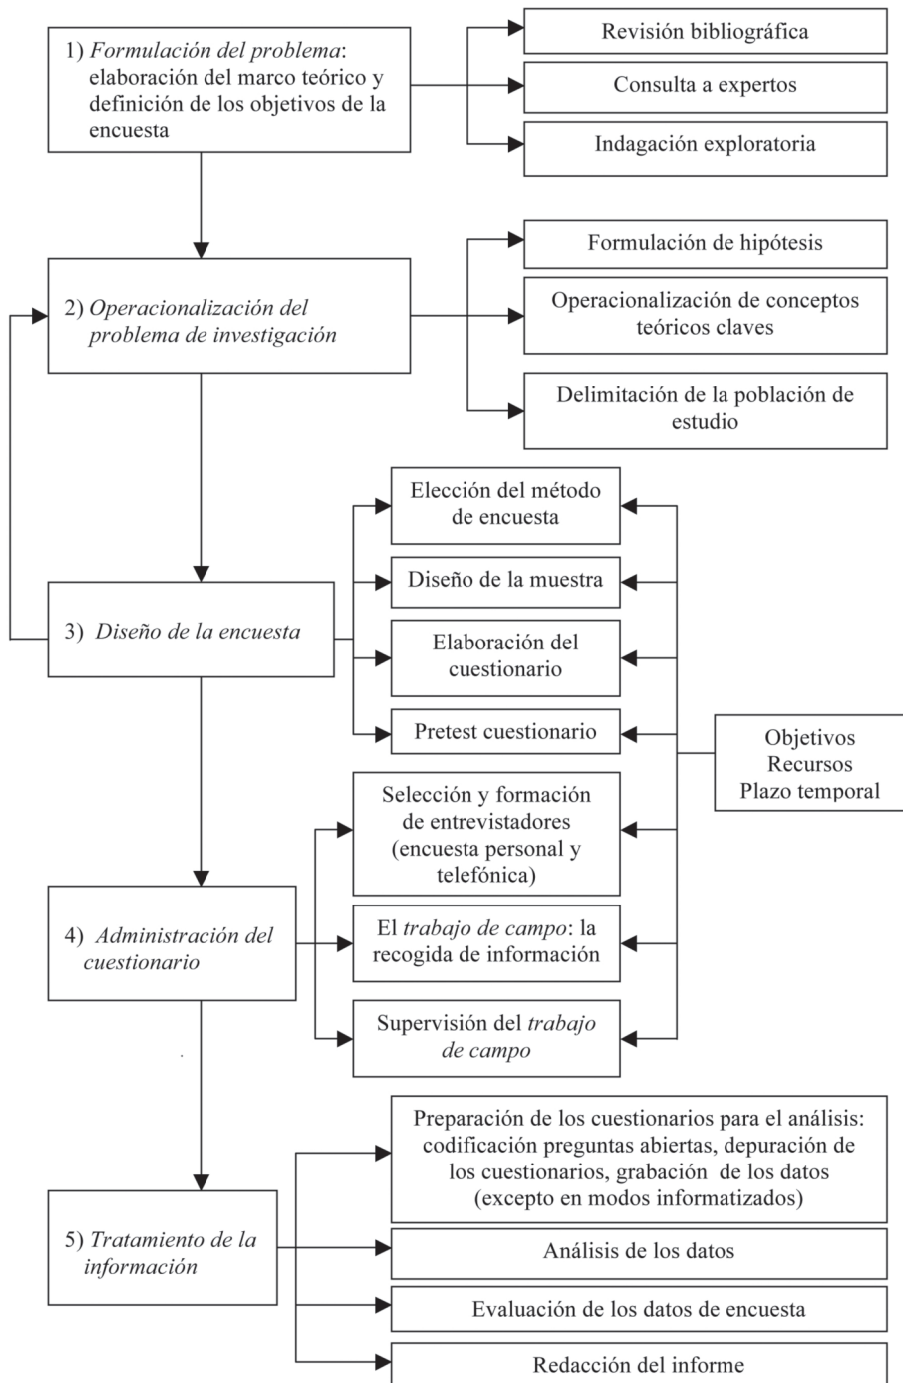 1) Formulación del problema:
elaboración del marco teórico y
definición de los objetivos de la
encuesta
Revisión bibliográfica
Consulta a expertos
Indagación exploratoria
2) Operacionalización del
problema de investigación
Formulación de hipótesis
Operacionalización de conceptos
teóricos claves
Delimitación de la población de
estudio
3) Diseño de la encuesta
Elección del método
de encuesta
Diseño de la muestra
Elaboración del
cuestionario
Pretest cuestionario
Objetivos
Recursos
Plazo temporal
4) Administración del
cuestionario
Selección y formación
de entrevistadores
(encuesta personal y
telefónica)
El trabajo de campo: la
recogida de información
Supervisión del trabajo
de campo
5) Tratamiento de la
información
Preparación de los cuestionarios para el análisis:
codificación preguntas abiertas, depuración de
los cuestionarios, grabación de los datos
(excepto en modos informatizados)
Análisis de los datos
Evaluación de los datos de encuesta
Redacción del informe